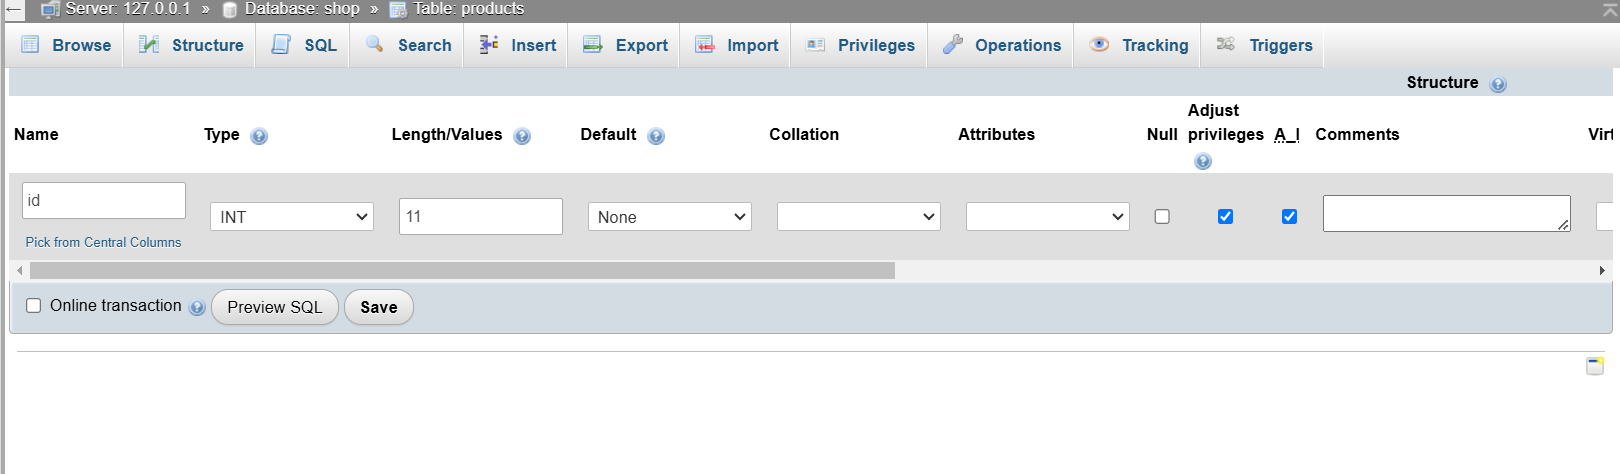 Server: 127.0.0.1 » Database: shop » Table: products
Browse Structure SQL Search Insert Export Import Privileges Operations Tracking Triggers
Structure
Name Type Length/Values Default Collation Attributes Null Adjust privileges A_I Comments Virt
id INT 11 None
Pick from Central Columns
Online transaction Preview SQL Save